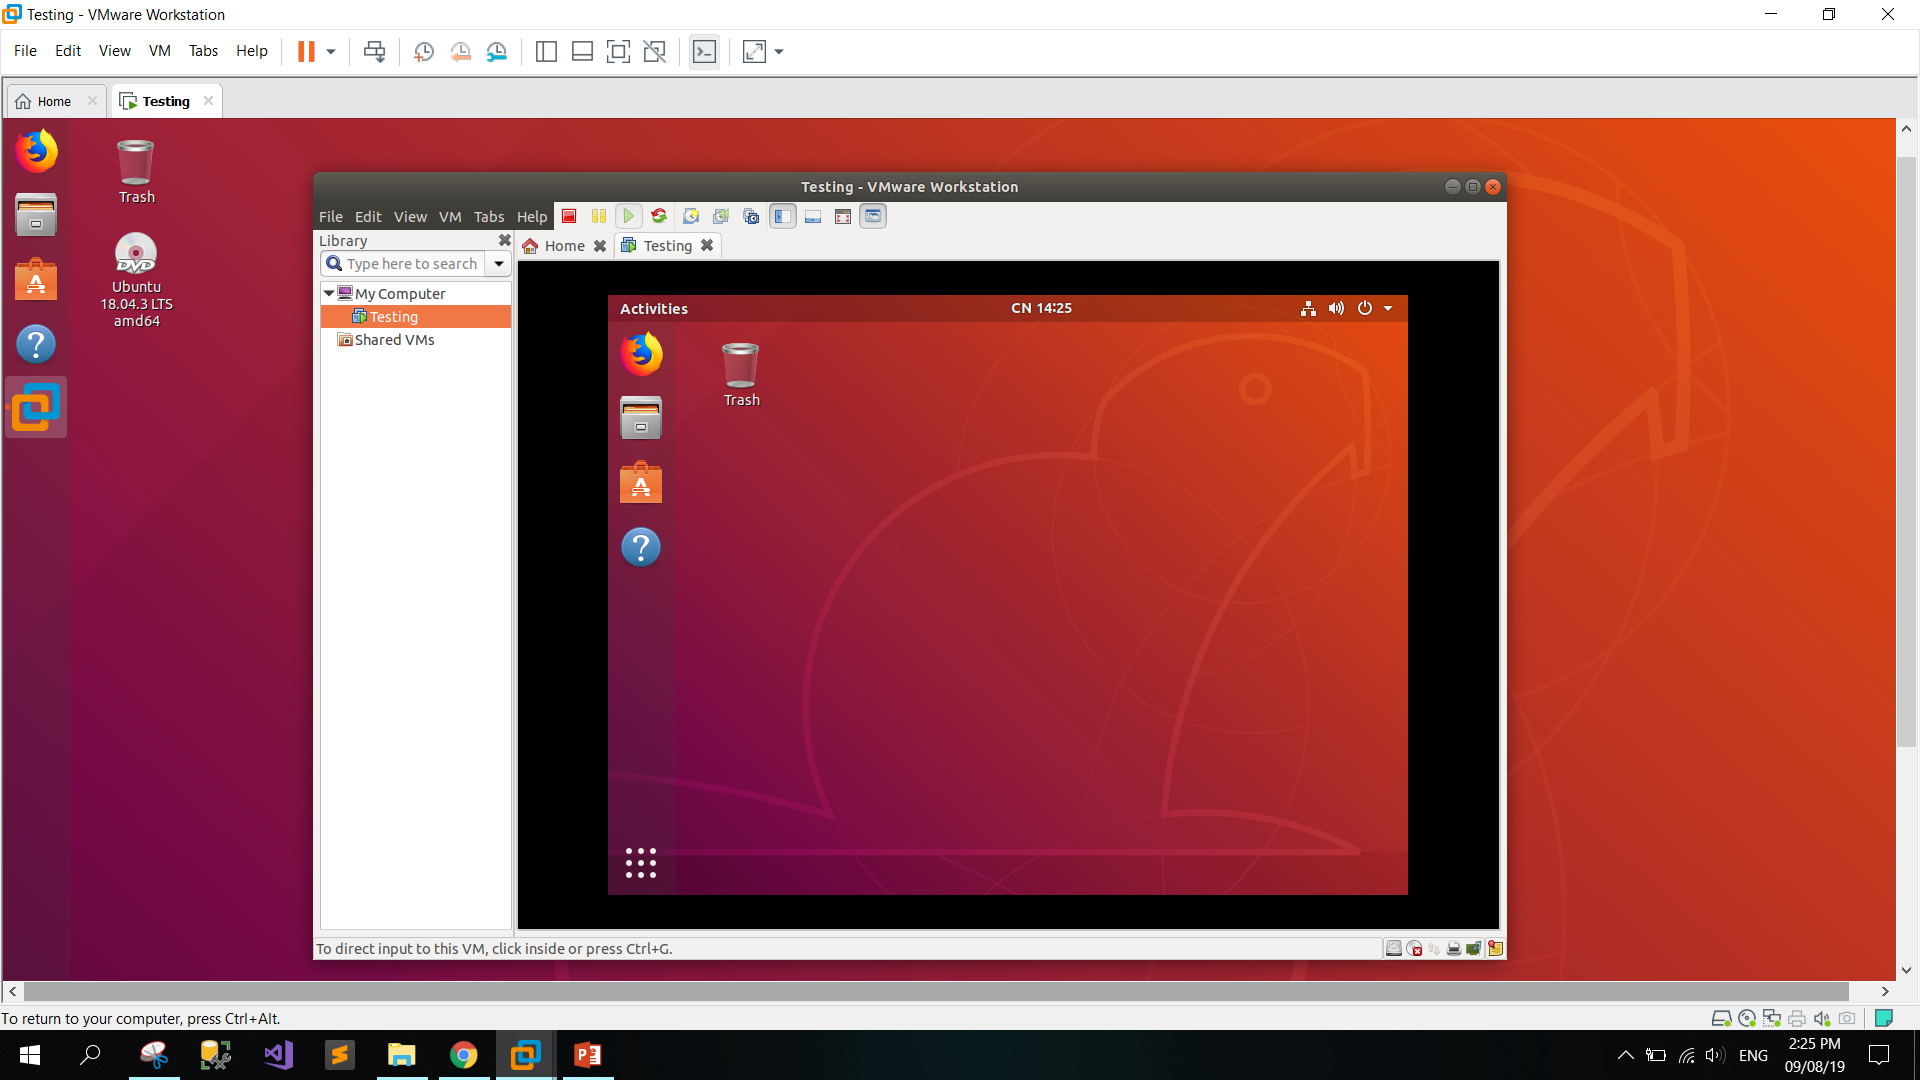 Testing - VMware Workstation
File Edit View VM Tabs Help
Home Testing
Trash
Ubuntu
18.04.3 LTS
amd64
Testing - VMware Workstation
File Edit View VM Tabs Help
Library
Home Testing
Type here to search
My Computer
Testing
Shared VMs
Activities CN 14:25
Trash
To direct input to this VM, click inside or press Ctrl+G.
To return to your computer, press Ctrl+Alt.
ENG
2:25 PM
09/08/19